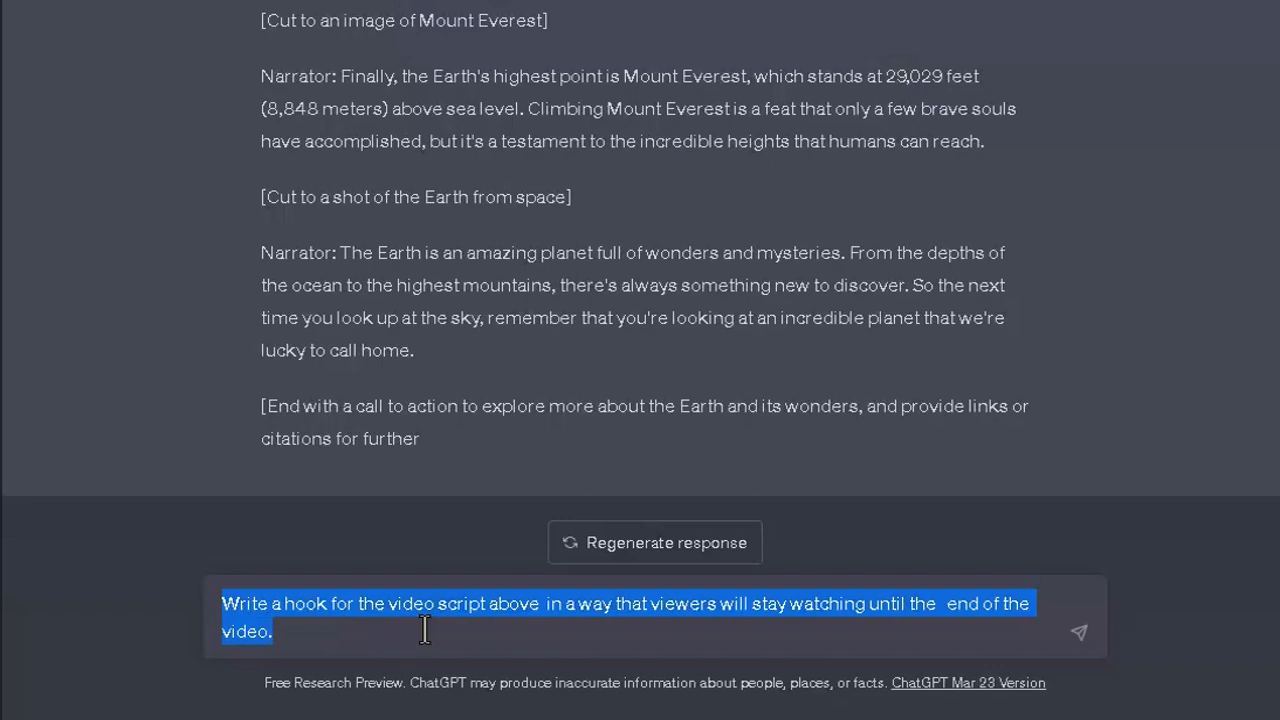 [Cut to an image of Mount Everest]
Narrator: Finally, the Earth's highest point is Mount Everest, which stands at 29,029 feet
(8,848 meters) above sea level. Climbing Mount Everest is a feat that only a few brave souls
have accomplished, but it's a testament to the incredible heights that humans can reach.
[Cut to a shot of the Earth from space]
Narrator: The Earth is an amazing planet full of wonders and mysteries. From the depths of
the ocean to the highest mountains, there's always something new to discover. So the next
time you look up at the sky, remember that you're looking at an incredible planet that we're
lucky to call home.
[End with a call to action to explore more about the Earth and its wonders, and provide links or
citations for further
Regenerate response
Write a hook for the video script above in a way that viewers will stay watching until the end of the
video.
Free Research Preview. ChatGPT may produce inaccurate information about people, places, or facts. ChatGPT Mar 23 Version